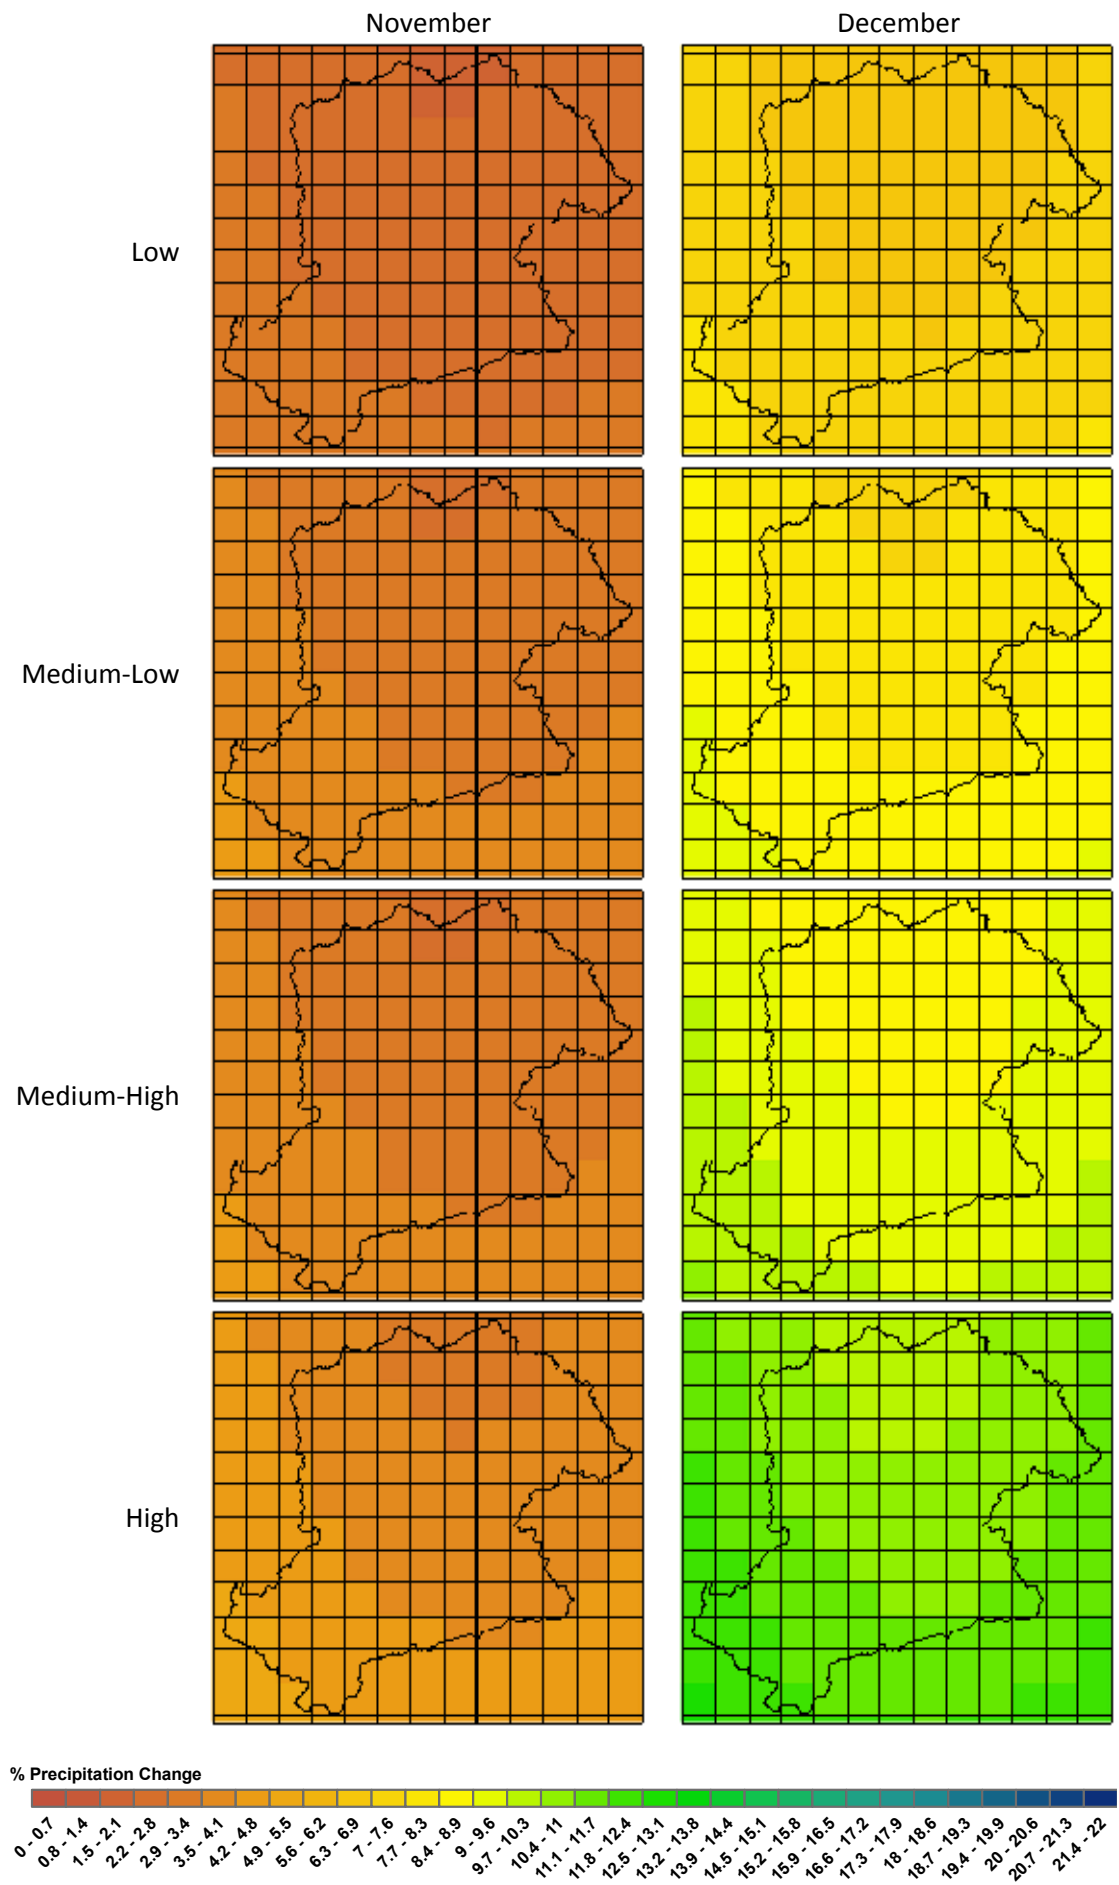 November December
Low
Medium-Low
Medium-High
High
% Precipitation Change
0 - 0.7
0.8 - 1.4
1.5 - 2.1
2.2 - 2.8
2.9 - 3.4
3.5 - 4.1
4.2 - 4.8
4.9 - 5.5
5.6 - 6.2
6.3 - 6.9
7 - 7.6
7.7 - 8.3
8.4 - 8.9
9 - 9.6
9.7 - 10.3
10.4 - 11
11.1 - 11.7
11.8 - 12.4
12.5 - 13.1
13.2 - 13.8
13.9 - 14.4
14.5 - 15.1
15.2 - 15.8
15.9 - 16.5
16.6 - 17.2
17.3 - 17.9
18 - 18.6
18.7 - 19.3
19.4 - 19.9
20 - 20.6
20.7 - 21.3
21.4 - 22